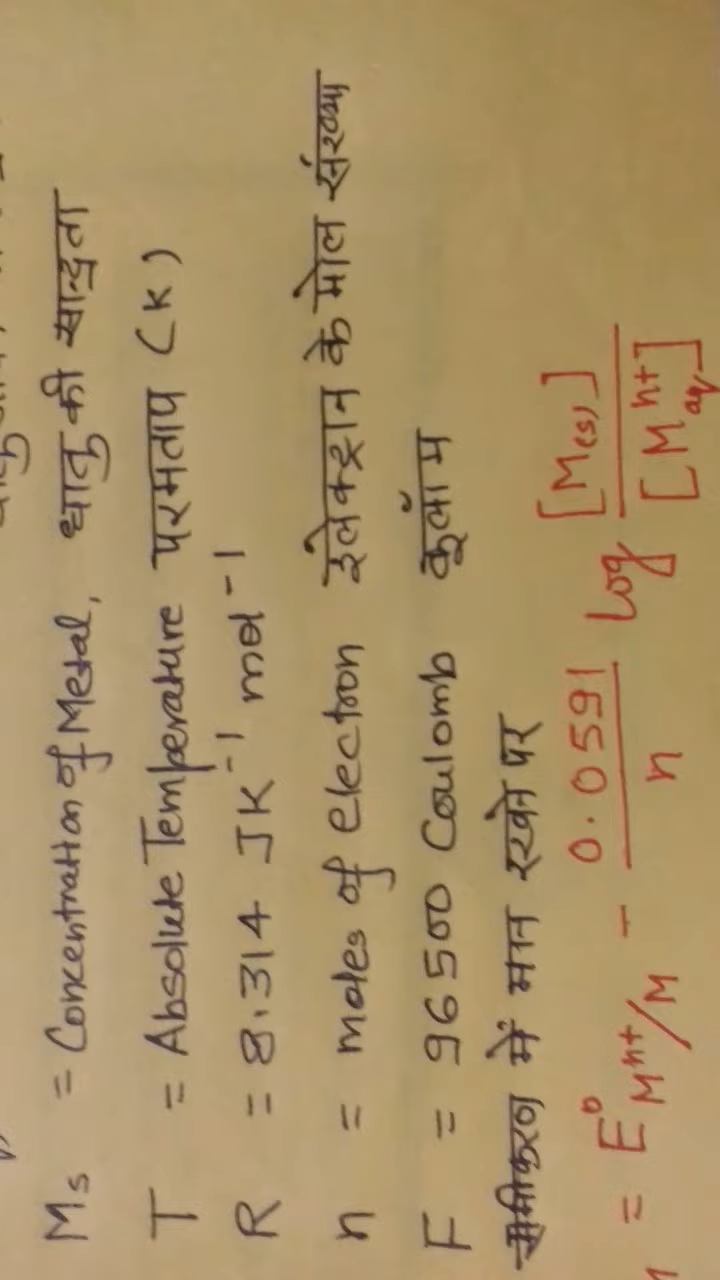 Ms = Concentration of Metal, धातु की सान्द्रता
T = Absolute Temperature परमताप (K)
R = 8.314 JK⁻¹ mol⁻¹
n = moles of electron इलेक्ट्रान के मोल संख्या
F = 96500 Coulomb कूलॉम
समीकरण में मान रखने पर
= E⁰ Mⁿ⁺/M − 0.0591/n log [M(s)]/[Mⁿ⁺aq]